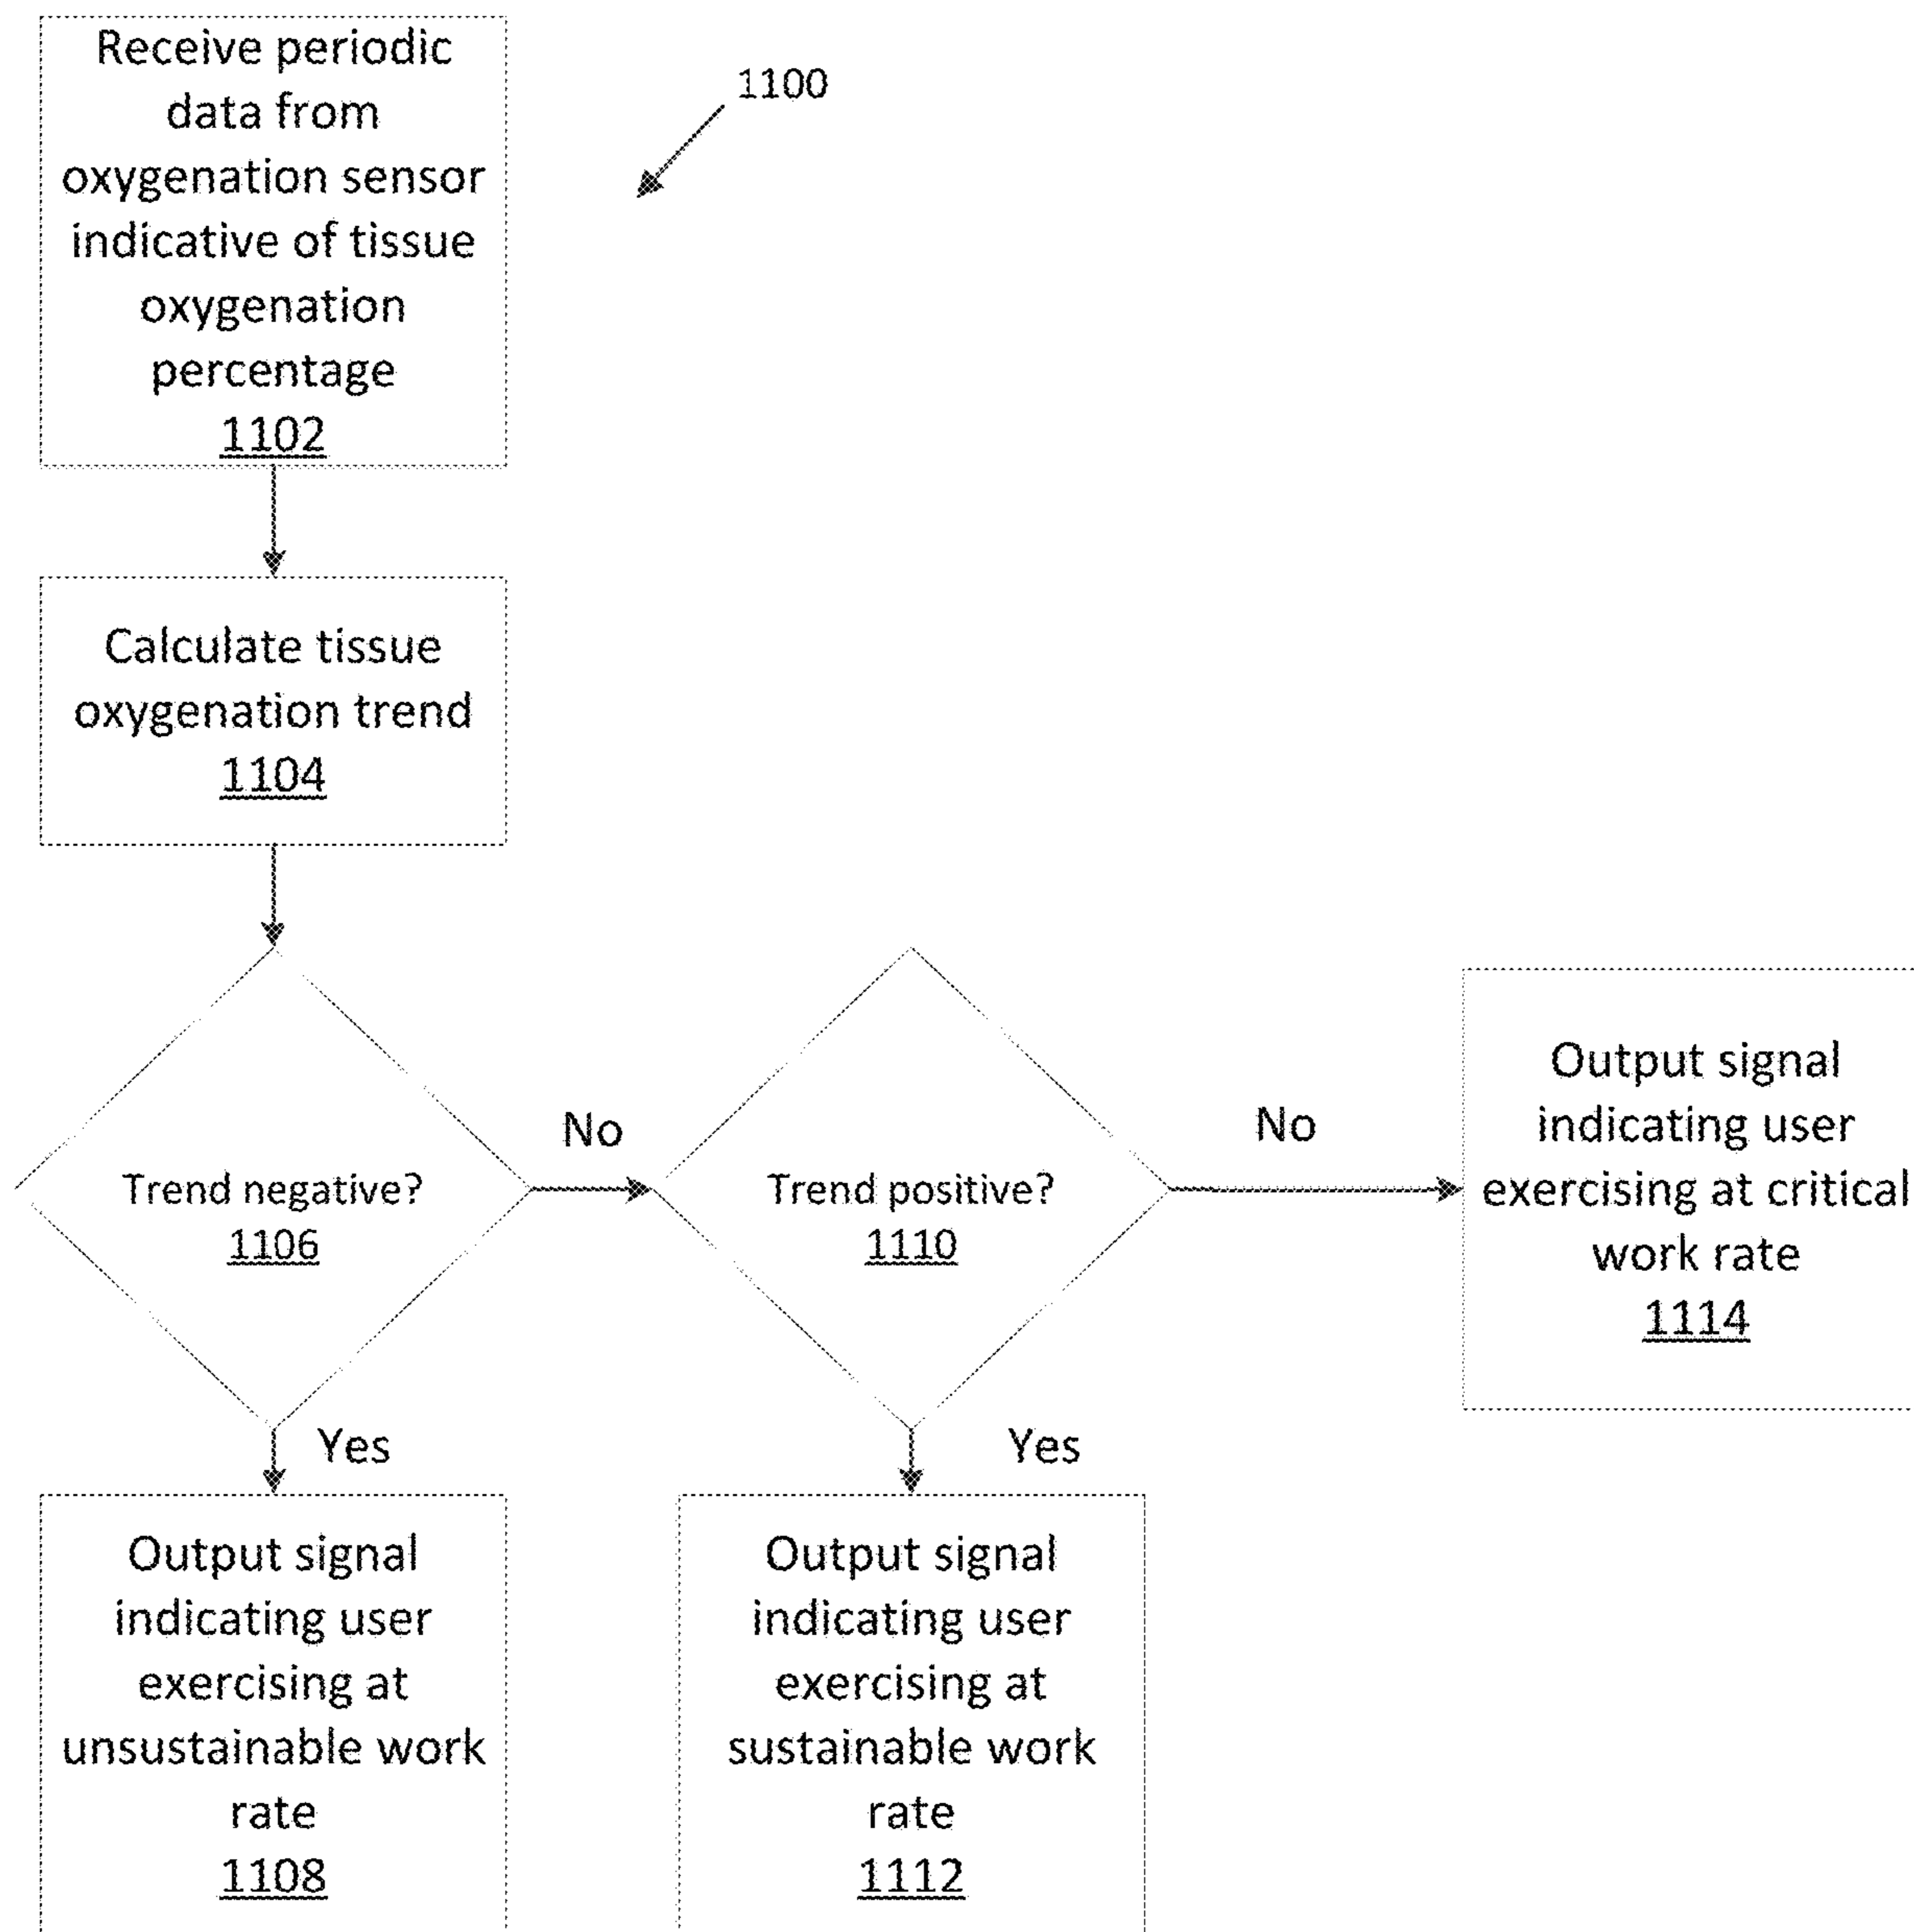 Receive periodic
data from
oxygenation sensor
indicative of tissue
oxygenation
percentage
1102
1100
Calculate tissue
oxygenation trend
1104
Trend negative?
1106
No
Trend positive?
1110
No
Output signal
indicating user
exercising at critical
work rate
1114
Yes
Output signal
indicating user
exercising at
unsustainable work
rate
1108
Yes
Output signal
indicating user
exercising at
sustainable work
rate
1112